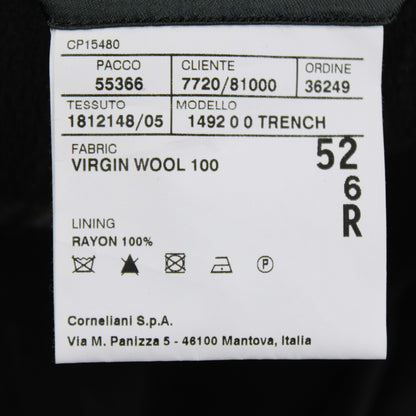 CP15480
PACCO CLIENTE ORDINE
55366 7720/81000 36249
TESSUTO MODELLO
1812148/05 1492 0 0 TRENCH
FABRIC
VIRGIN WOOL 100
52
6
R
LINING
RAYON 100%
P
Corneliani S.p.A.
Via M. Panizza 5 - 46100 Mantova, Italia